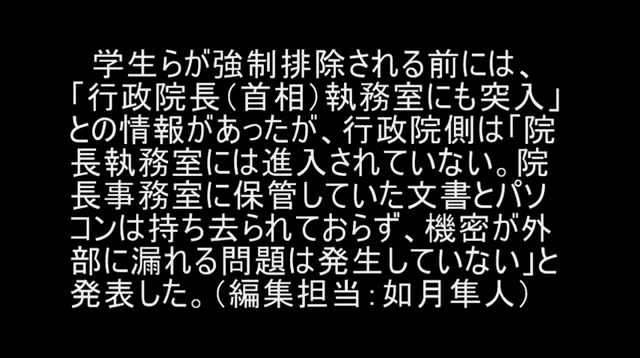 学生らが強制排除される前には、
「行政院長（首相）執務室にも突入」
との情報があったが、行政院側は「院
長執務室には進入されていない。院
長事務室に保管していた文書とパソ
コンは持ち去られておらず、機密が外
部に漏れる問題は発生していない」と
発表した。（編集担当：如月隼人）